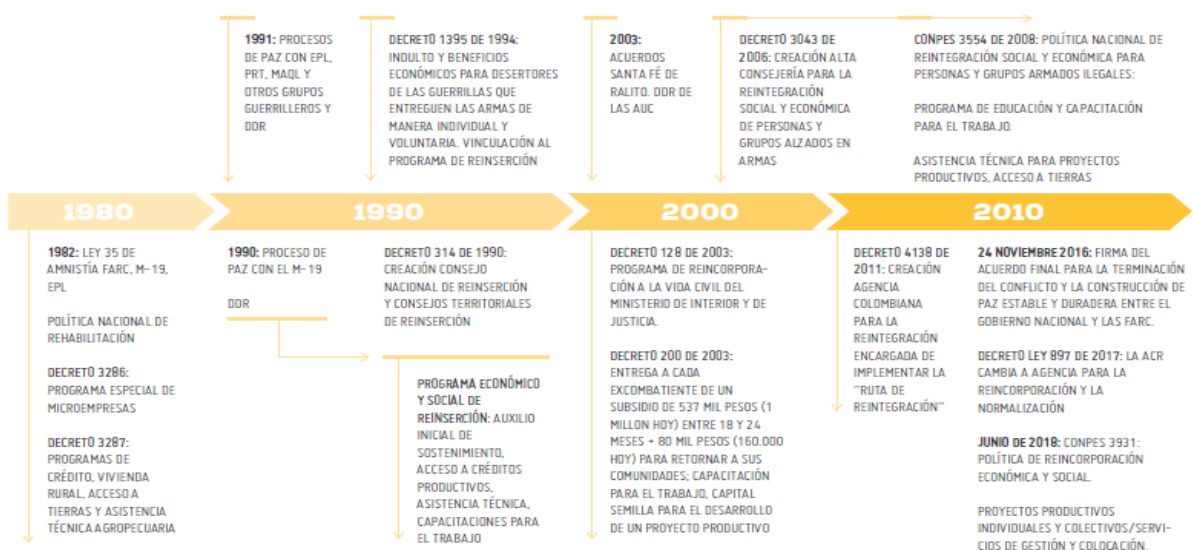 1991: PROCESOS
DE PAZ CON EPL,
PRT, MAQL Y
OTROS GRUPOS
GUERRILLEROS Y
DDR
DECRETO 1395 DE 1994:
INDULTO Y BENEFICIOS
ECONÓMICOS PARA DESERTORES
DE LAS GUERRILLAS QUE
ENTREGUEN LAS ARMAS DE
MANERA INDIVIDUAL Y
VOLUNTARIA. VINCULACIÓN AL
PROGRAMA DE REINSERCIÓN
2003:
ACUERDOS
SANTA FÉ DE
RALITO. DDR DE
LAS AUC
DECRETO 3043 DE
2006: CREACIÓN ALTA
CONSEJERÍA PARA LA
REINTEGRACIÓN
SOCIAL Y ECONÓMICA
DE PERSONAS Y
GRUPOS ALZADOS EN
ARMAS
CONPES 3554 DE 2008: POLÍTICA NACIONAL DE
REINTEGRACIÓN SOCIAL Y ECONÓMICA PARA
PERSONAS Y GRUPOS ARMADOS ILEGALES:
PROGRAMA DE EDUCACIÓN Y CAPACITACIÓN
PARA EL TRABAJO.
ASISTENCIA TÉCNICA PARA PROYECTOS
PRODUCTIVOS, ACCESO A TIERRAS
1980
1990
2000
2010
1982: LEY 35 DE
AMNISTÍA FARC, M-19,
EPL
POLÍTICA NACIONAL DE
REHABILITACIÓN
DECRETO 3286:
PROGRAMA ESPECIAL DE
MICROEMPRESAS
DECRETO 3287:
PROGRAMAS DE
CRÉDITO, VIVIENDA
RURAL, ACCESO A
TIERRAS Y ASISTENCIA
TÉCNICA AGROPECUARIA
1990: PROCESO DE
PAZ CON EL M-19
DDR
DECRETO 314 DE 1990:
CREACIÓN CONSEJO
NACIONAL DE REINSERCIÓN
Y CONSEJOS TERRITORIALES
DE REINSERCIÓN
PROGRAMA ECONÓMICO
Y SOCIAL DE
REINSERCIÓN: AUXILIO
INICIAL DE
SOSTENIMIENTO,
ACCESO A CRÉDITOS
PRODUCTIVOS,
ASISTENCIA TÉCNICA,
CAPACITACIONES PARA
EL TRABAJO
DECRETO 128 DE 2003:
PROGRAMA DE REINCORPORA-
CIÓN A LA VIDA CIVIL DEL
MINISTERIO DE INTERIOR Y DE
JUSTICIA.
DECRETO 200 DE 2003:
ENTREGA A CADA
EXCOMBATIENTE DE UN
SUBSIDIO DE 537 MIL PESOS (1
MILLON HOY) ENTRE 18 Y 24
MESES + 80 MIL PESOS (160.000
HOY) PARA RETORNAR A SUS
COMUNIDADES; CAPACITACIÓN
PARA EL TRABAJO, CAPITAL
SEMILLA PARA EL DESARROLLO
DE UN PROYECTO PRODUCTIVO
DECRETO 4138 DE
2011: CREACIÓN
AGENCIA
COLOMBIANA
PARA LA
REINTEGRACIÓN
ENCARGADA DE
IMPLEMENTAR LA
"RUTA DE
REINTEGRACIÓN"
24 NOVIEMBRE 2016: FIRMA DEL
ACUERDO FINAL PARA LA TERMINACIÓN
DEL CONFLICTO Y LA CONSTRUCCIÓN DE
PAZ ESTABLE Y DURADERA ENTRE EL
GOBIERNO NACIONAL Y LAS FARC.
DECRETO LEY 897 DE 2017: LA ACR
CAMBIA A AGENCIA PARA LA
REINCORPORACIÓN Y LA
NORMALIZACIÓN
JUNIO DE 2018: CONPES 3931:
POLÍTICA DE REINCORPORACIÓN
ECONÓMICA Y SOCIAL.
PROYECTOS PRODUCTIVOS
INDIVIDUALES Y COLECTIVOS/SERVI-
CIOS DE GESTIÓN Y COLOCACIÓN.